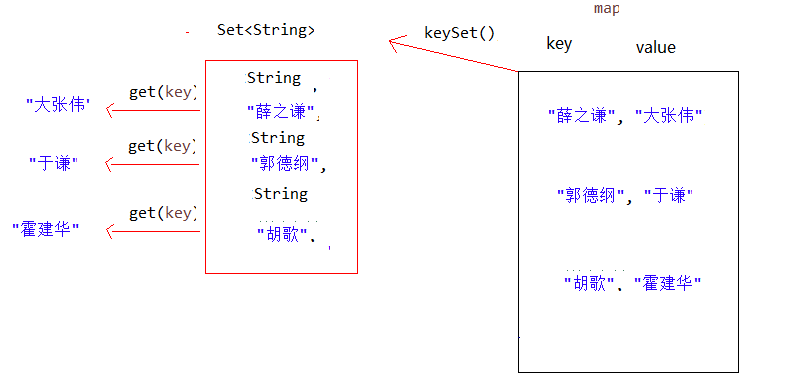 map
Set<String>
keySet()
key value
String ,
get(key)
"大张伟'
"薛之谦",
"薛之谦", "大张伟"
String
get(key)
"于谦"
"郭德纲",
String
"郭德纲", "于谦"
get(key)
"霍建华"
"胡歌".
"胡歌". "霍建华"